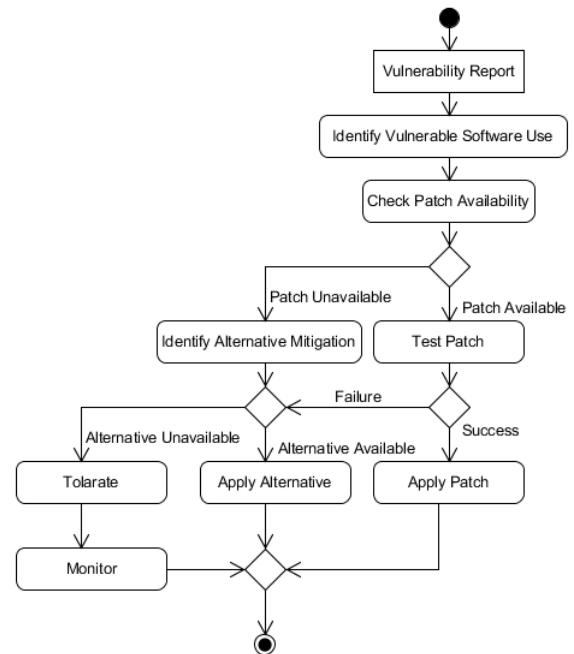 Vulnerability Report
Identify Vulnerable Software Use
Check Patch Availability
Patch Unavailable
Patch Available
Identify Alternative Mitigation
Test Patch
Failure
Alternative Unavailable
Alternative Available
Success
Tolarate
Apply Alternative
Apply Patch
Monitor